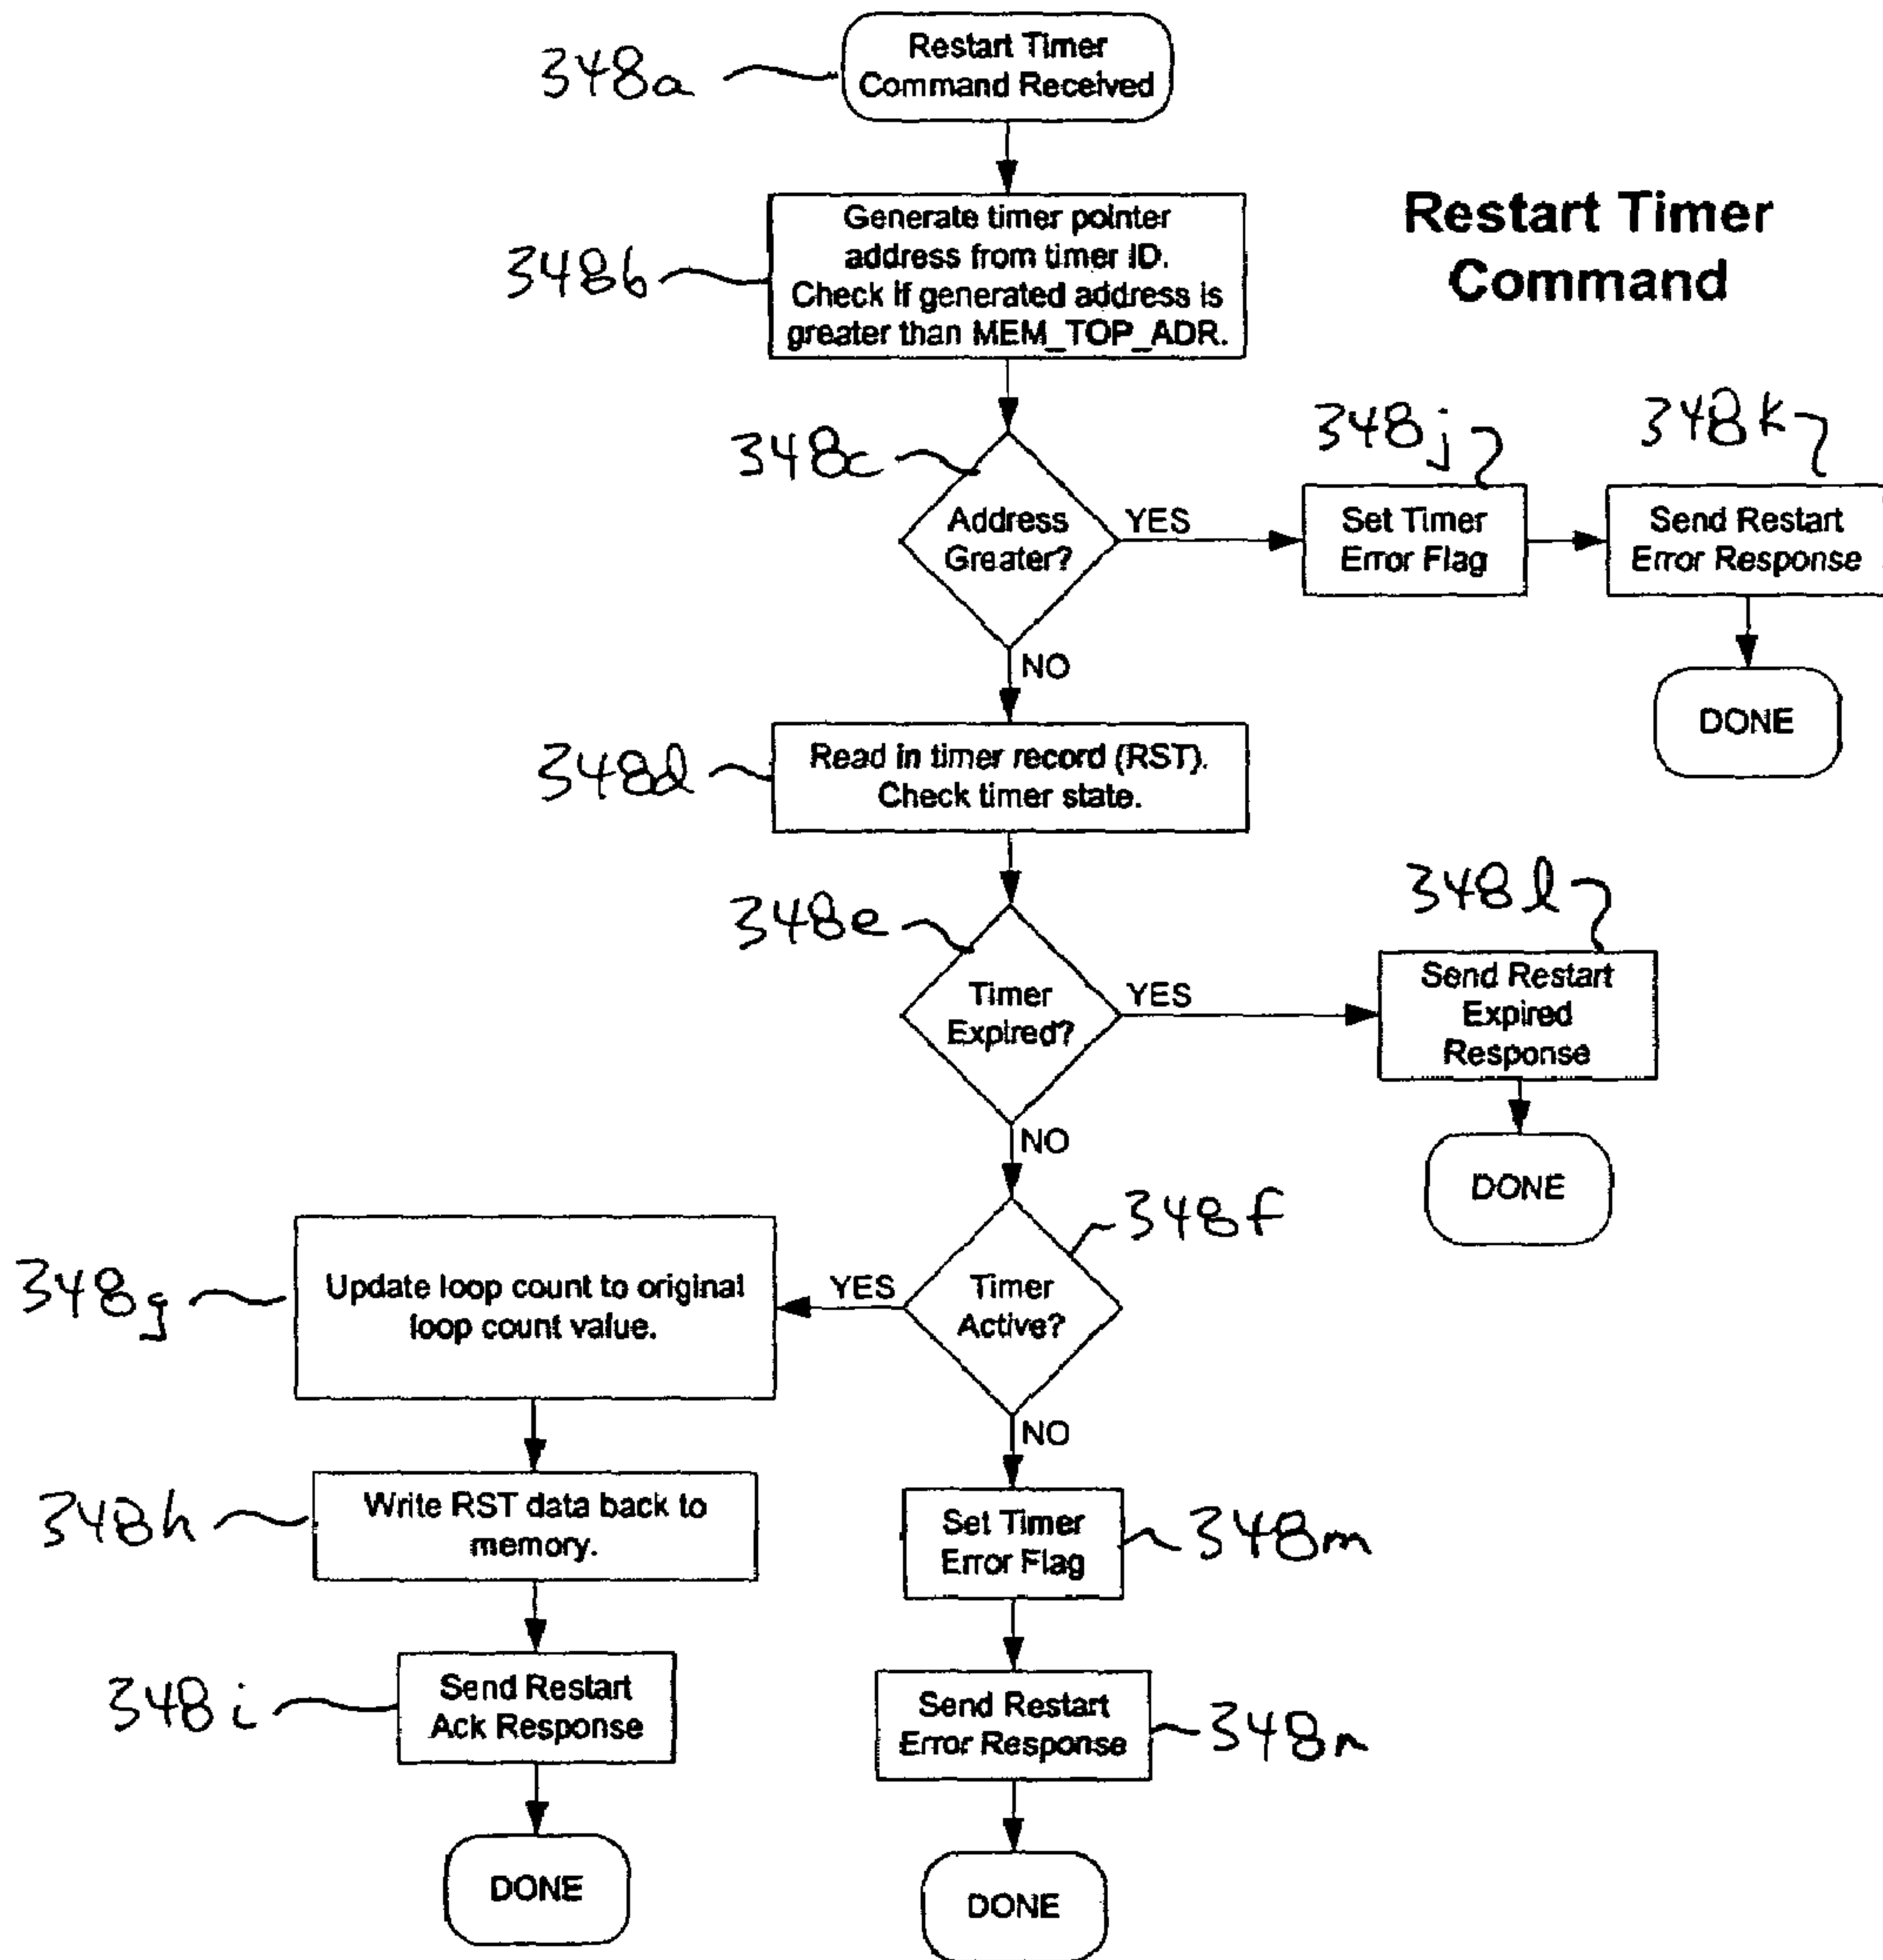 Restart Timer
Command Received
348a
Restart Timer
Command
Generate timer pointer
address from timer ID.
Check if generated address is
greater than MEM_TOP_ADR.
348b
348c
Address
Greater?
YES
348j
Set Timer
Error Flag
348k
Send Restart
Error Response
DONE
NO
348d
Read in timer record (RST).
Check timer state.
348e
Timer
Expired?
YES
348l
Send Restart
Expired
Response
DONE
NO
348f
Timer
Active?
YES
348g
Update loop count to original
loop count value.
NO
348h
Write RST data back to
memory.
Set Timer
Error Flag
348m
348i
Send Restart
Ack Response
Send Restart
Error Response
348n
DONE
DONE